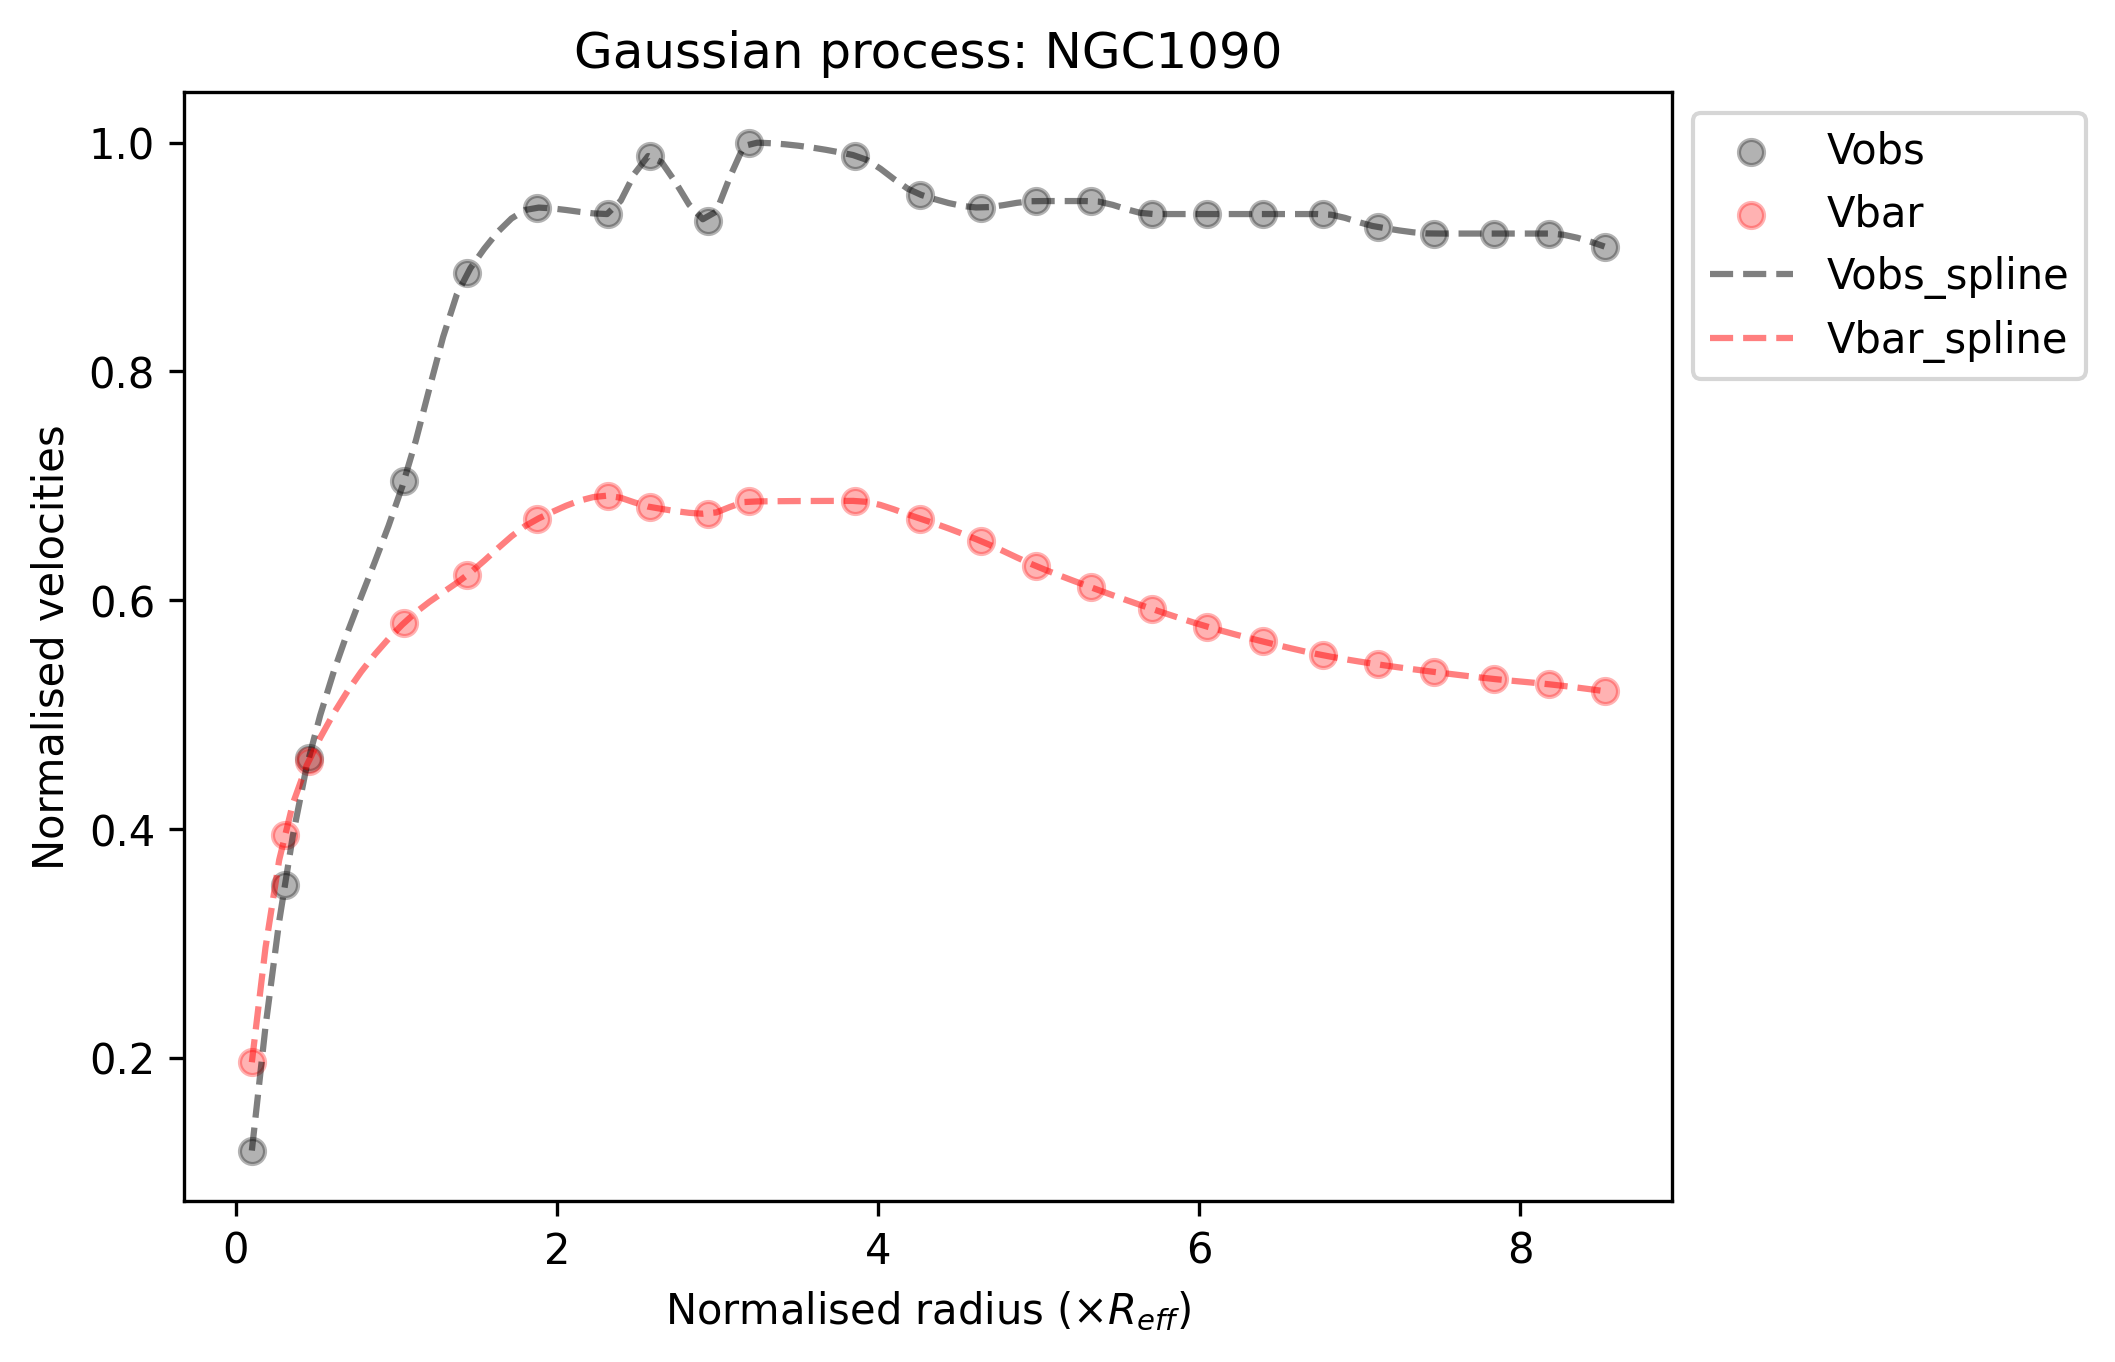 Gaussian process: NGC1090
Normalised velocities
1.0
0.8
0.6
0.4
0.2
0 2 4 6 8
Normalised radius (×R_eff)
Vobs
Vbar
Vobs_spline
Vbar_spline